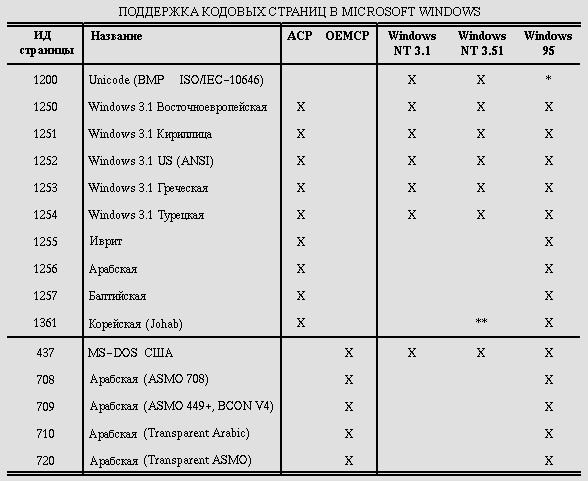 ПОДДЕРЖКА КОДОВЫХ СТРАНИЦ В MICROSOFT WINDOWS
ИД страницы Название ACP OEMCP Windows NT 3.1 Windows NT 3.51 Windows 95
1200 Unicode (BMP ISO/IEC-10646) X X *
1250 Windows 3.1 Восточноевропейская X X X X
1251 Windows 3.1 Кириллица X X X X
1252 Windows 3.1 US (ANSI) X X X X
1253 Windows 3.1 Греческая X X X X
1254 Windows 3.1 Турецкая X X X X
1255 Иврит X X
1256 Арабская X X
1257 Балтийская X X
1361 Корейская (Johab) X ** X
437 MS-DOS США X X X X
708 Арабская (ASMO 708) X X
709 Арабская (ASMO 449+, BCON V4) X X
710 Арабская (Transparent Arabic) X X
720 Арабская (Transparent ASMO) X X